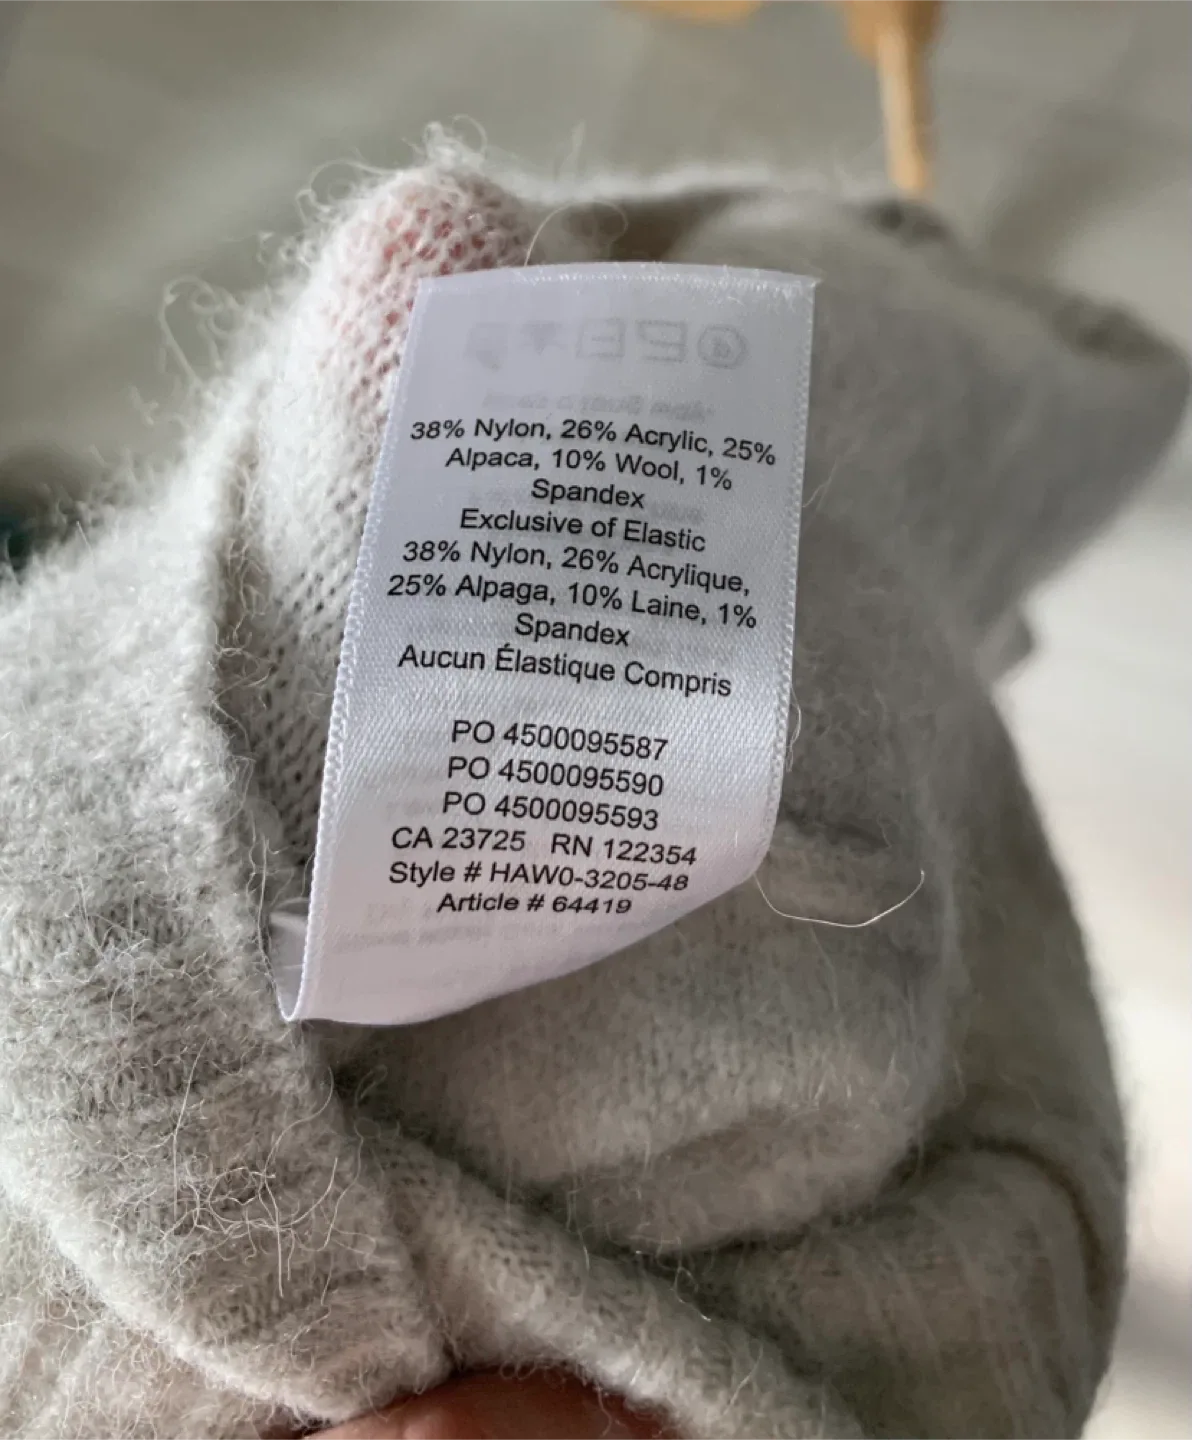 38% Nylon, 26% Acrylic, 25%
Alpaca, 10% Wool, 1%
Spandex
Exclusive of Elastic
38% Nylon, 26% Acrylique,
25% Alpaga, 10% Laine, 1%
Spandex
Aucun Élastique Compris
PO 4500095587
PO 4500095590
PO 4500095593
CA 23725 RN 122354
Style # HAW0-3205-48
Article # 64419